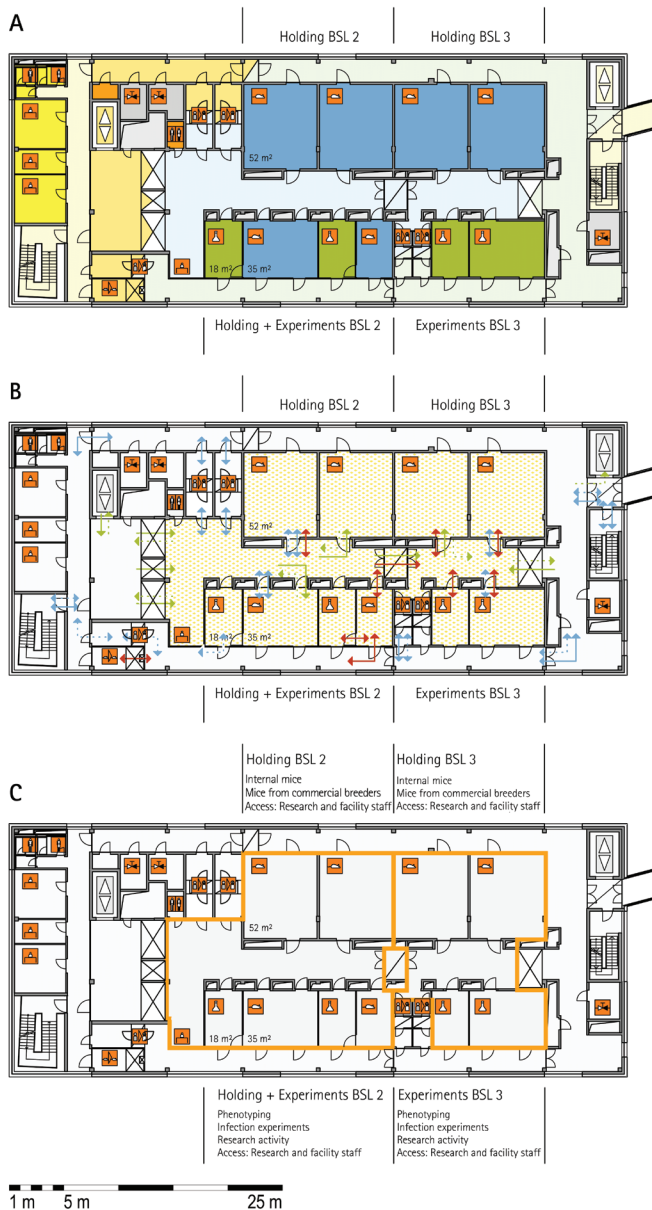 A
Holding BSL 2
Holding BSL 3
52 m²
18 m²
35 m²
Holding + Experiments BSL 2
Experiments BSL 3
B
Holding BSL 2
Holding BSL 3
52 m²
18 m²
35 m²
Holding + Experiments BSL 2
Experiments BSL 3
C
Holding BSL 2
Internal mice
Mice from commercial breeders
Access: Research and facility staff
Holding BSL 3
Internal mice
Mice from commercial breeders
Access: Research and facility staff
52 m²
18 m²
35 m²
Holding + Experiments BSL 2
Phenotyping
Infection experiments
Research activity
Access: Research and facility staff
Experiments BSL 3
Phenotyping
Infection experiments
Research activity
Access: Research and facility staff
1 m
5 m
25 m